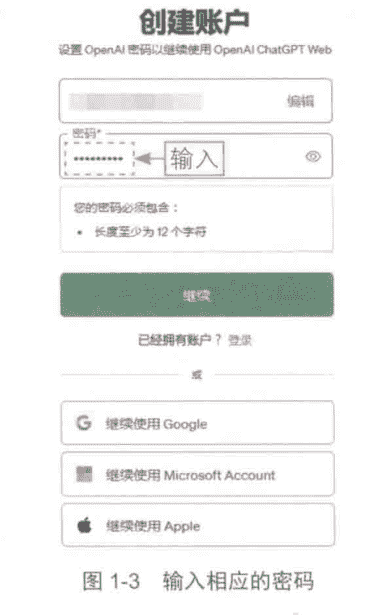 创建账户
设置 OpenAI 密码以继续使用 OpenAI ChatGPT Web
编辑
密码*
输入
您的密码必须包含：
• 长度至少为 12 个字符
继续
已经拥有账户？ 登录
或
继续使用 Google
继续使用 Microsoft Account
继续使用 Apple
图 1-3 输入相应的密码